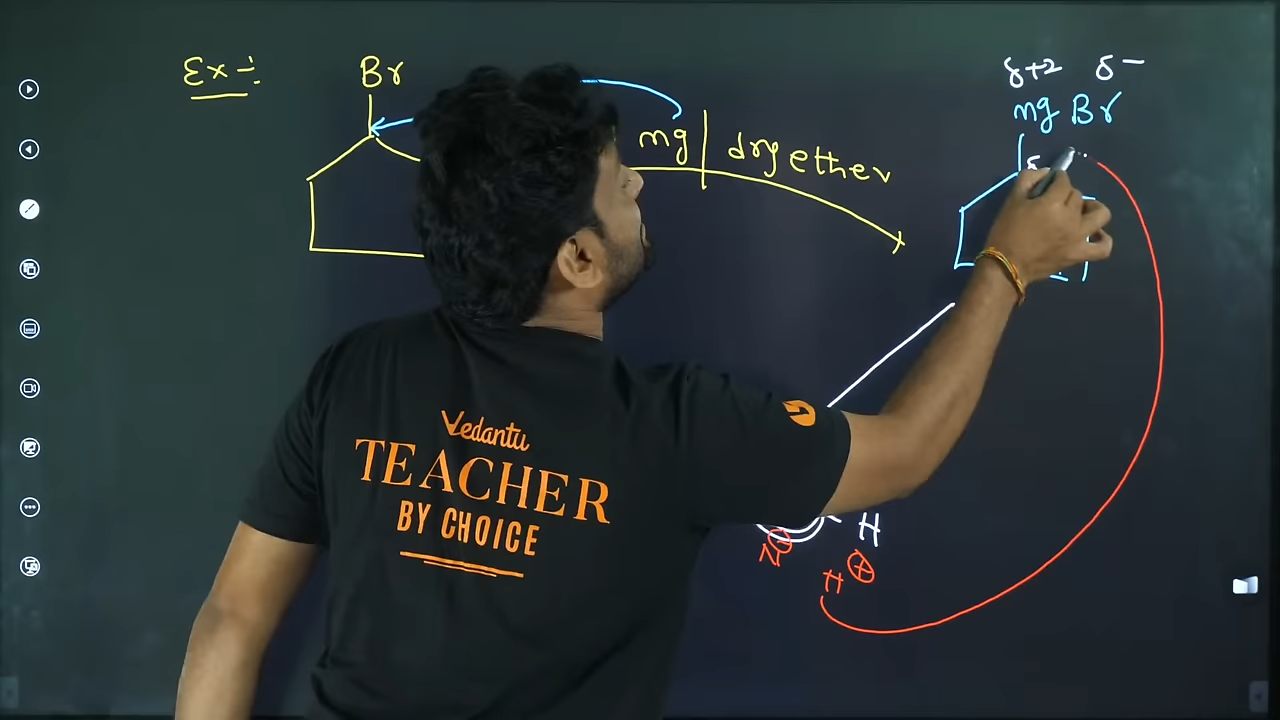 Ex -:
Br
mg | dry ether
δ+2 δ-
mg Br
δ
H
N ⊖
H ⊕
Vedantu
TEACHER
BY CHOICE